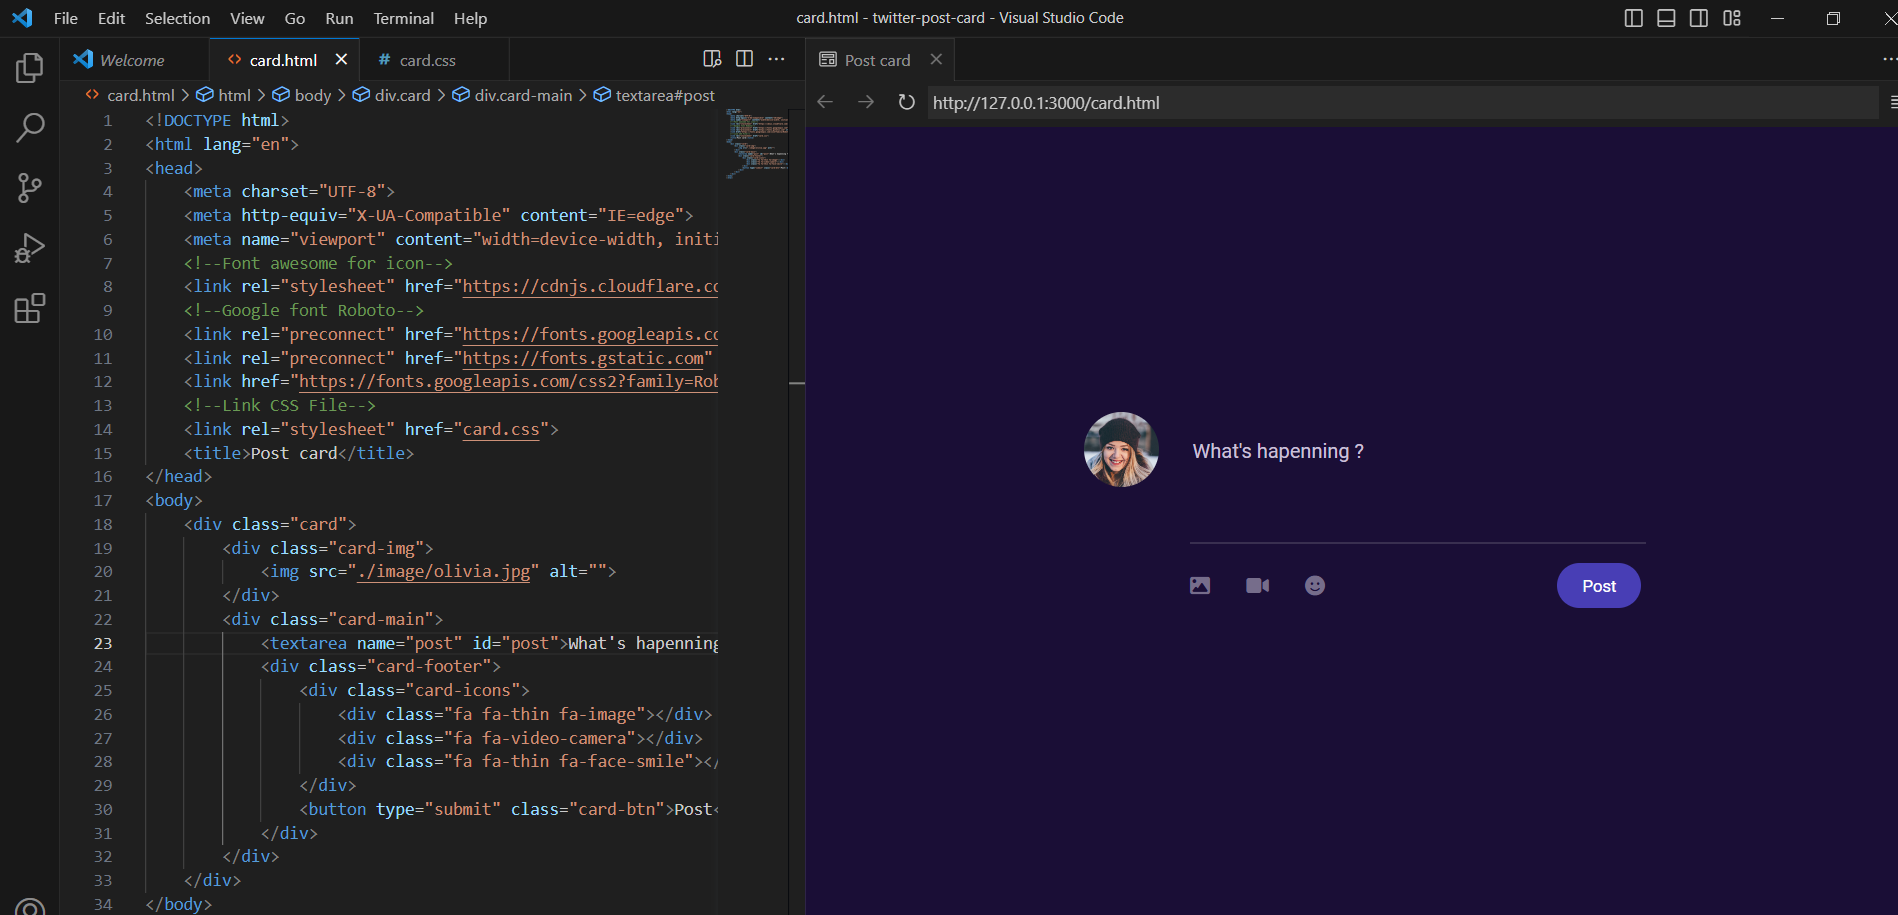 File Edit Selection View Go Run Terminal Help
card.html - twitter-post-card - Visual Studio Code
Welcome
<> card.html
# card.css
<> card.html > html > body > div.card > div.card-main > textarea#post
1 <!DOCTYPE html>
2 <html lang="en">
3 <head>
4 <meta charset="UTF-8">
5 <meta http-equiv="X-UA-Compatible" content="IE=edge">
6 <meta name="viewport" content="width=device-width, initi
7 <!--Font awesome for icon-->
8 <link rel="stylesheet" href="https://cdnjs.cloudflare.co
9 <!--Google font Roboto-->
10 <link rel="preconnect" href="https://fonts.googleapis.co
11 <link rel="preconnect" href="https://fonts.gstatic.com"
12 <link href="https://fonts.googleapis.com/css2?family=Rob
13 <!--Link CSS File-->
14 <link rel="stylesheet" href="card.css">
15 <title>Post card</title>
16 </head>
17 <body>
18 <div class="card">
19 <div class="card-img">
20 <img src="./image/olivia.jpg" alt="">
21 </div>
22 <div class="card-main">
23 <textarea name="post" id="post">What's hapenning
24 <div class="card-footer">
25 <div class="card-icons">
26 <div class="fa fa-thin fa-image"></div>
27 <div class="fa fa-video-camera"></div>
28 <div class="fa fa-thin fa-face-smile"></
29 </div>
30 <button type="submit" class="card-btn">Post<
31 </div>
32 </div>
33 </div>
34 </body>
Post card
http://127.0.0.1:3000/card.html
What's hapenning ?
Post